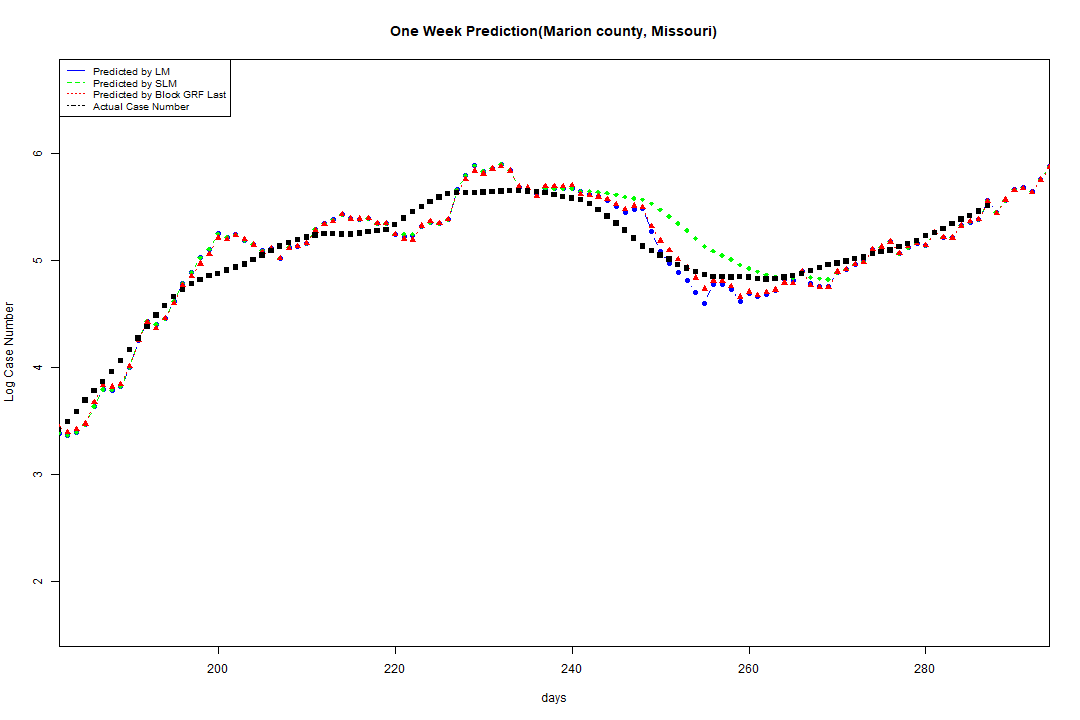 One Week Prediction(Marion county, Missouri)
Predicted by LM
Predicted by SLM
Predicted by Block GRF Last
Actual Case Number
6
5
4
3
2
Log Case Number
200 220 240 260 280
days